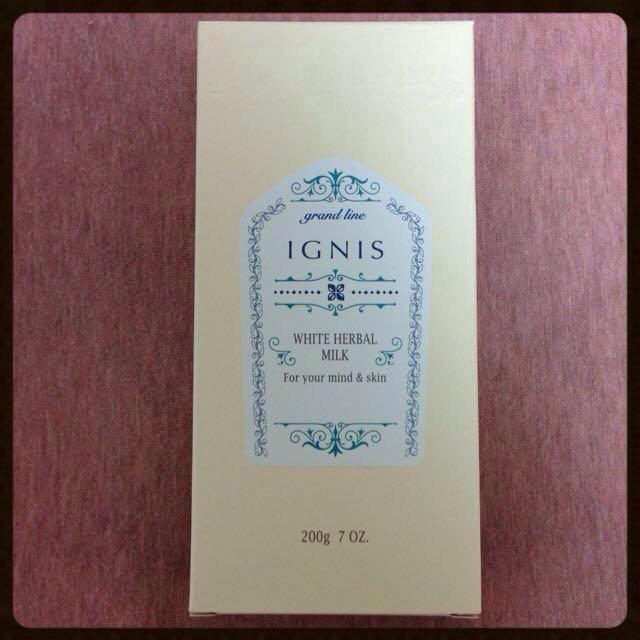 grand line
IGNIS
WHITE HERBAL
MILK
For your mind & skin
200g 7 OZ.